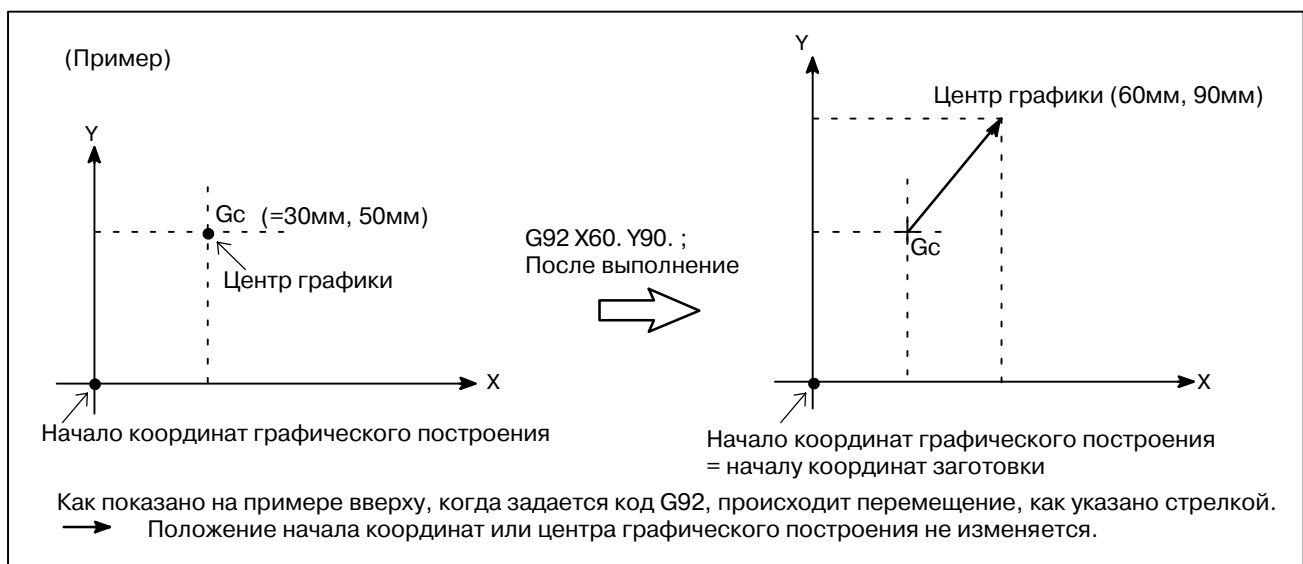 (Пример)
Y
Gc (=30мм, 50мм)
Центр графики
X
Начало координат графического построения
G92 X60. Y90. ;
После выполнение
Y
Центр графики (60мм, 90мм)
Gc
X
Начало координат графического построения
= началу координат заготовки
Как показано на примере вверху, когда задается код G92, происходит перемещение, как указано стрелкой.
Положение начала координат или центра графического построения не изменяется.